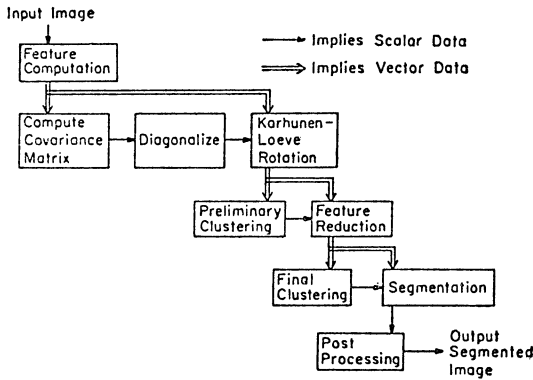 Input Image
Implies Scalar Data
Implies Vector Data
Feature
Computation
Compute
Covariance
Matrix
Diagonalize
Karhunen-
Loeve
Rotation
Preliminary
Clustering
Feature
Reduction
Final
Clustering
Segmentation
Post
Processing
Output
Segmented
Image